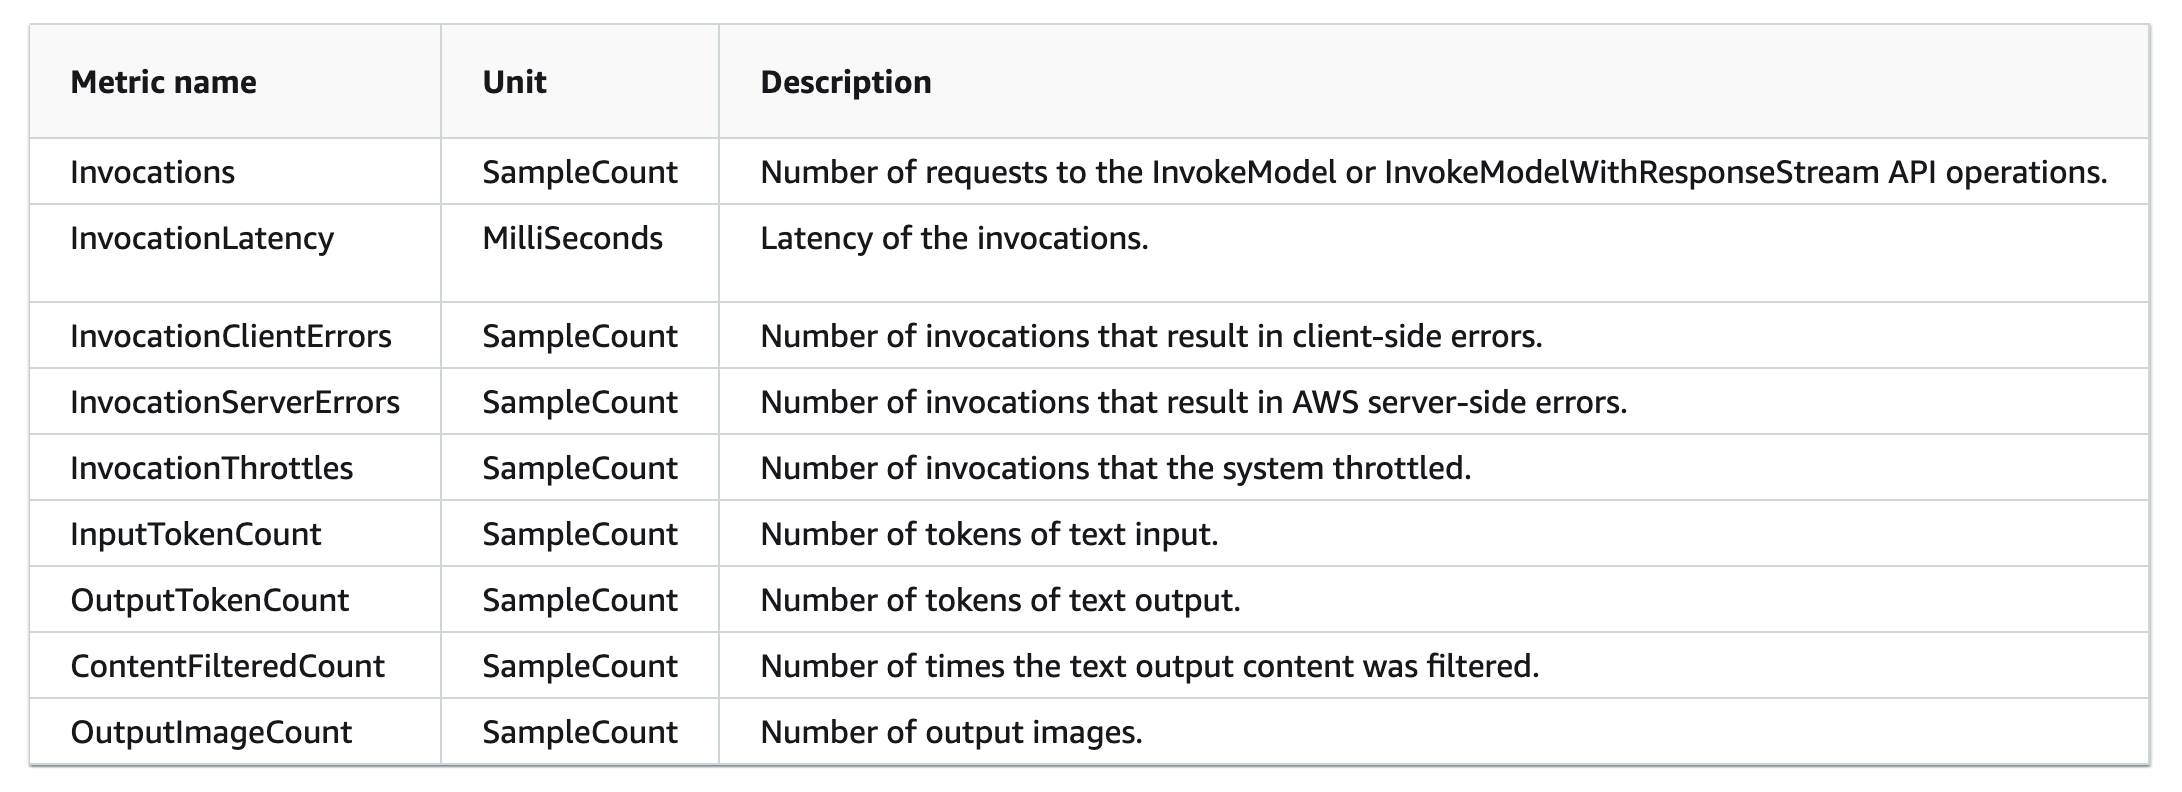 Metric name Unit Description
Invocations SampleCount Number of requests to the InvokeModel or InvokeModelWithResponseStream API operations.
InvocationLatency MilliSeconds Latency of the invocations.
InvocationClientErrors SampleCount Number of invocations that result in client-side errors.
InvocationServerErrors SampleCount Number of invocations that result in AWS server-side errors.
InvocationThrottles SampleCount Number of invocations that the system throttled.
InputTokenCount SampleCount Number of tokens of text input.
OutputTokenCount SampleCount Number of tokens of text output.
ContentFilteredCount SampleCount Number of times the text output content was filtered.
OutputImageCount SampleCount Number of output images.